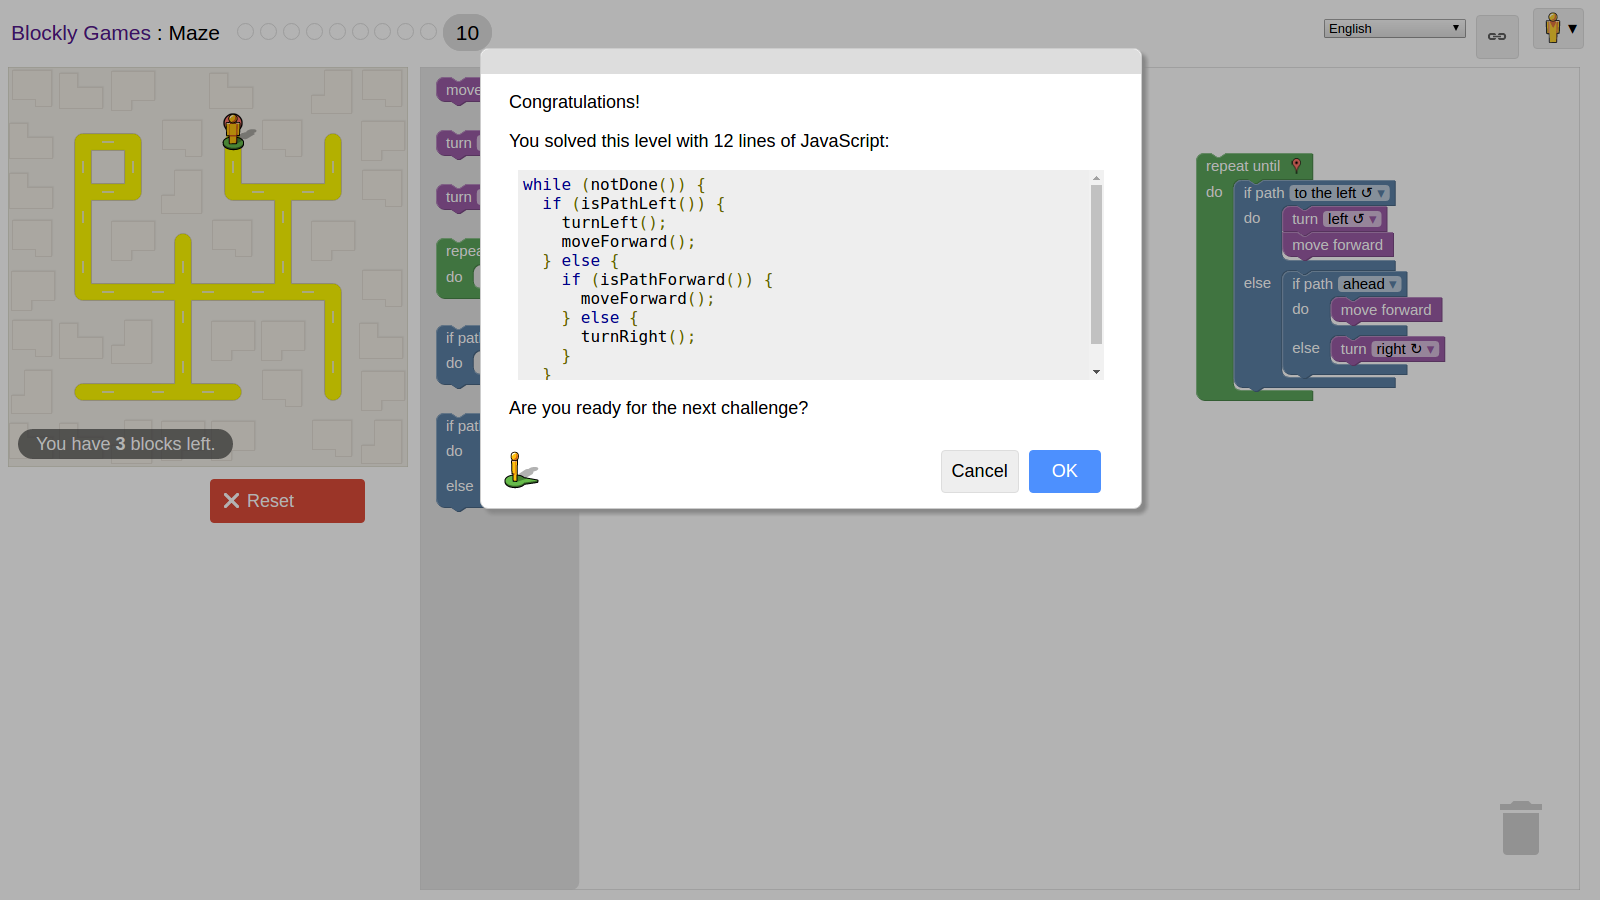 Blockly Games : Maze
10
English
move
turn
turn
repea
do
if pat
do
if pat
do
else
You have 3 blocks left.
Reset
Congratulations!
You solved this level with 12 lines of JavaScript:
while (notDone()) {
if (isPathLeft()) {
turnLeft();
moveForward();
} else {
if (isPathForward()) {
moveForward();
} else {
turnRight();
}
}
Are you ready for the next challenge?
Cancel
OK
repeat until
do
if path to the left ↺ ▾
do
turn left ↺ ▾
move forward
else
if path ahead ▾
do
move forward
else
turn right ↻ ▾